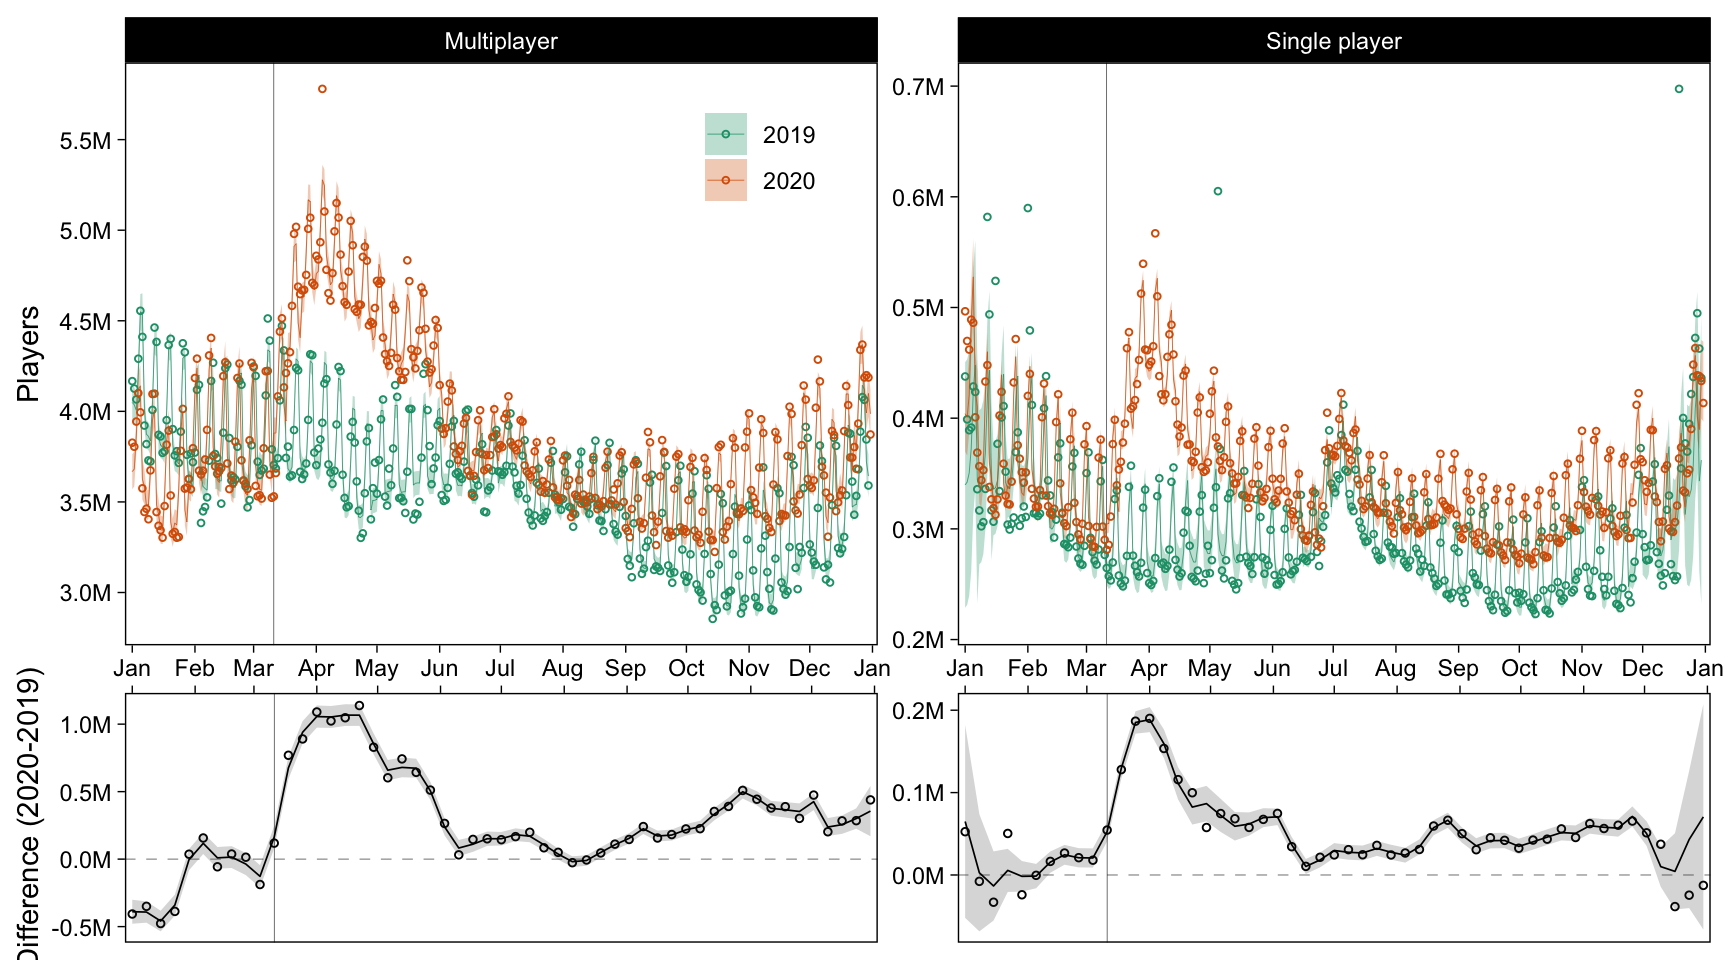 Multiplayer
Single player
Players
5.5M
5.0M
4.5M
4.0M
3.5M
3.0M
2019
2020
0.7M
0.6M
0.5M
0.4M
0.3M
0.2M
Jan Feb Mar Apr May Jun Jul Aug Sep Oct Nov Dec Jan
Jan Feb Mar Apr May Jun Jul Aug Sep Oct Nov Dec Jan
Difference (2020-2019)
1.0M
0.5M
0.0M
-0.5M
0.2M
0.1M
0.0M